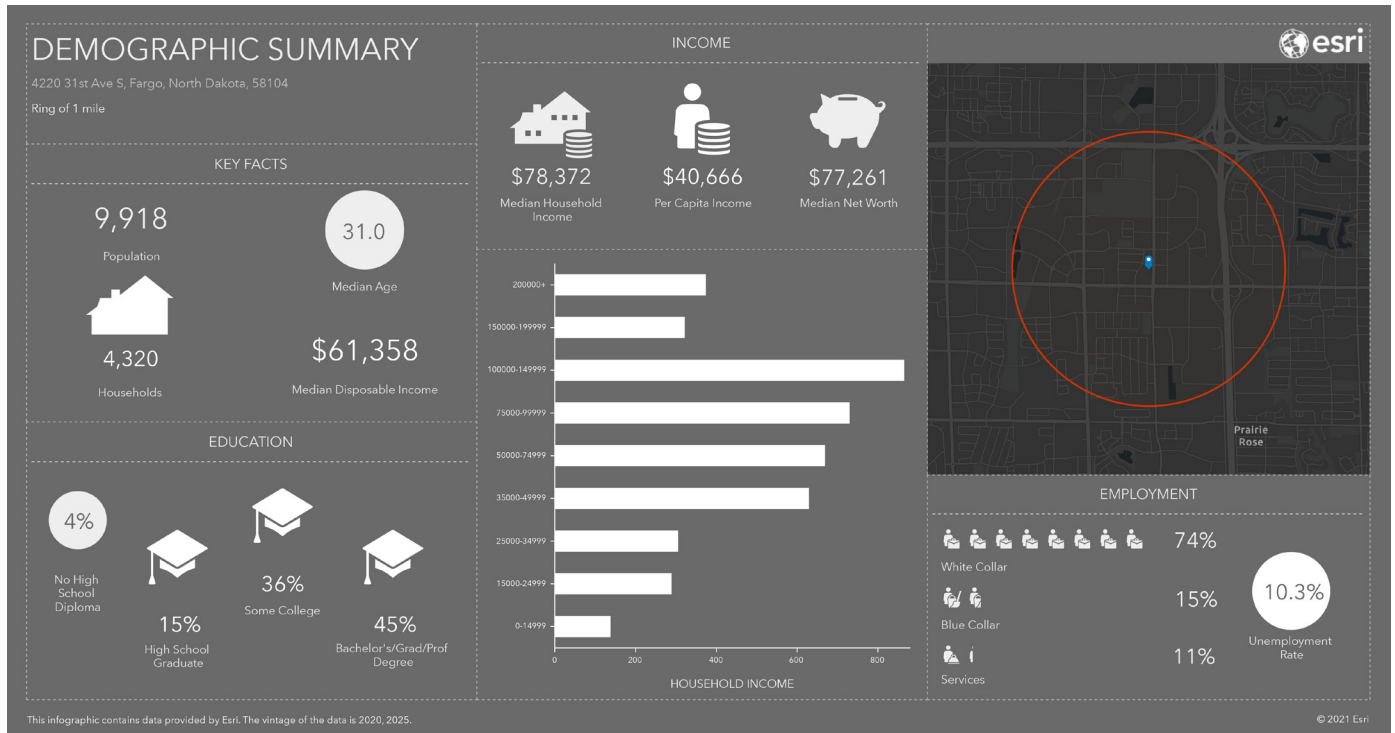 DEMOGRAPHIC SUMMARY
4220 31st Ave S, Fargo, North Dakota, 58104
Ring of 1 mile
KEY FACTS
9,918
Population
31.0
Median Age
4,320
Households
$61,358
Median Disposable Income
EDUCATION
4%
No High
School
Diploma
15%
High School
Graduate
36%
Some College
45%
Bachelor's/Grad/Prof
Degree
INCOME
$78,372
Median Household
Income
$40,666
Per Capita Income
$77,261
Median Net Worth
200000+
150000-199999
100000-149999
75000-99999
50000-74999
35000-49999
25000-34999
15000-24999
0-14999
0 200 400 600 800
HOUSEHOLD INCOME
esri
Prairie
Rose
EMPLOYMENT
74%
White Collar
15%
Blue Collar
11%
Services
10.3%
Unemployment
Rate
This infographic contains data provided by Esri. The vintage of the data is 2020, 2025.
© 2021 Esri